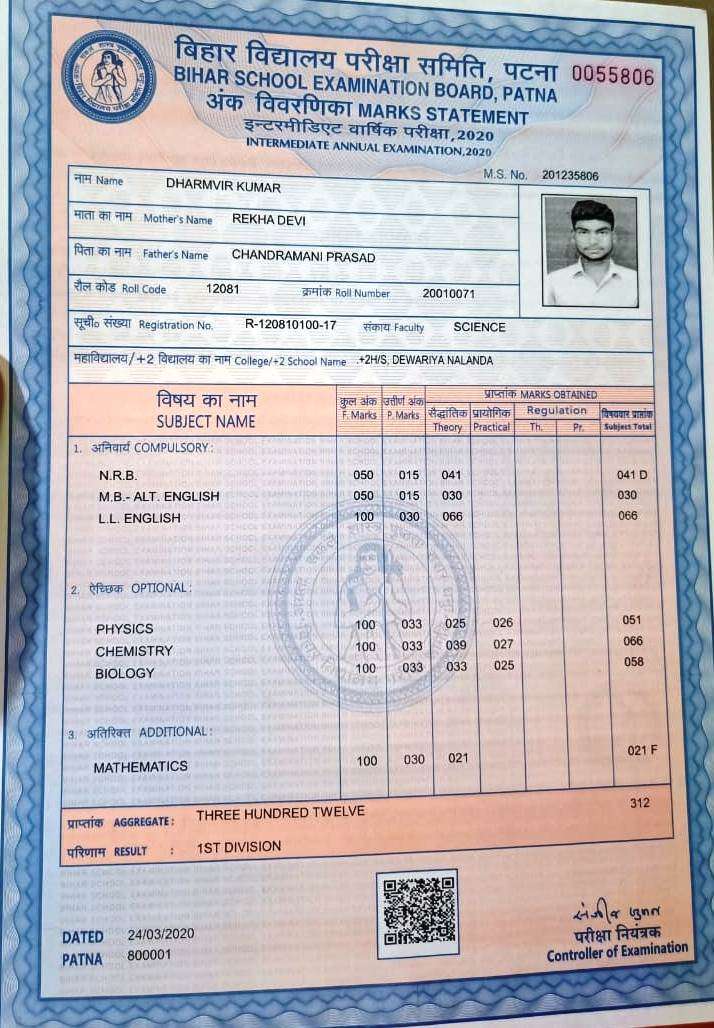 बिहार विद्यालय परीक्षा समिति, पटना 0055806
BIHAR SCHOOL EXAMINATION BOARD, PATNA
अंक विवरणिका MARKS STATEMENT
इन्टरमीडिएट वार्षिक परीक्षा, 2020
INTERMEDIATE ANNUAL EXAMINATION, 2020
M.S. No. 201235806
नाम Name DHARMVIR KUMAR
माता का नाम Mother's Name REKHA DEVI
पिता का नाम Father's Name CHANDRAMANI PRASAD
रौल कोड Roll Code 12081 क्रमांक Roll Number 20010071
सूची० संख्या Registration No. R-120810100-17 संकाय Faculty SCIENCE
महाविद्यालय/+2 विद्यालय का नाम College/+2 School Name .+2H/S, DEWARIYA NALANDA
विषय का नाम कुल अंक उत्तीर्ण अंक प्राप्तांक MARKS OBTAINED
SUBJECT NAME F. Marks P. Marks सैद्धांतिक प्रायोगिक Regulation विषयवार प्राप्तांक
Theory Practical Th. Pr. Subject Total
1. अनिवार्य COMPULSORY:
N.R.B. 050 015 041 041 D
M.B.- ALT. ENGLISH 050 015 030 030
L.L. ENGLISH 100 030 066 066
2. ऐच्छिक OPTIONAL:
PHYSICS 100 033 025 026 051
CHEMISTRY 100 033 039 027 066
BIOLOGY 100 033 033 025 058
3. अतिरिक्त ADDITIONAL:
MATHEMATICS 100 030 021 021 F
प्राप्तांक AGGREGATE: THREE HUNDRED TWELVE 312
परिणाम RESULT : 1ST DIVISION
DATED 24/03/2020
PATNA 800001
परीक्षा नियंत्रक
Controller of Examination